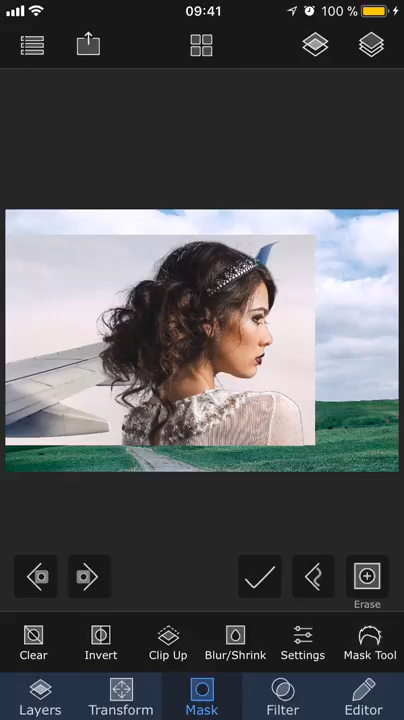 09:41
100 %
Erase
Clear
Invert
Clip Up
Blur/Shrink
Settings
Mask Tool
Layers
Transform
Mask
Filter
Editor